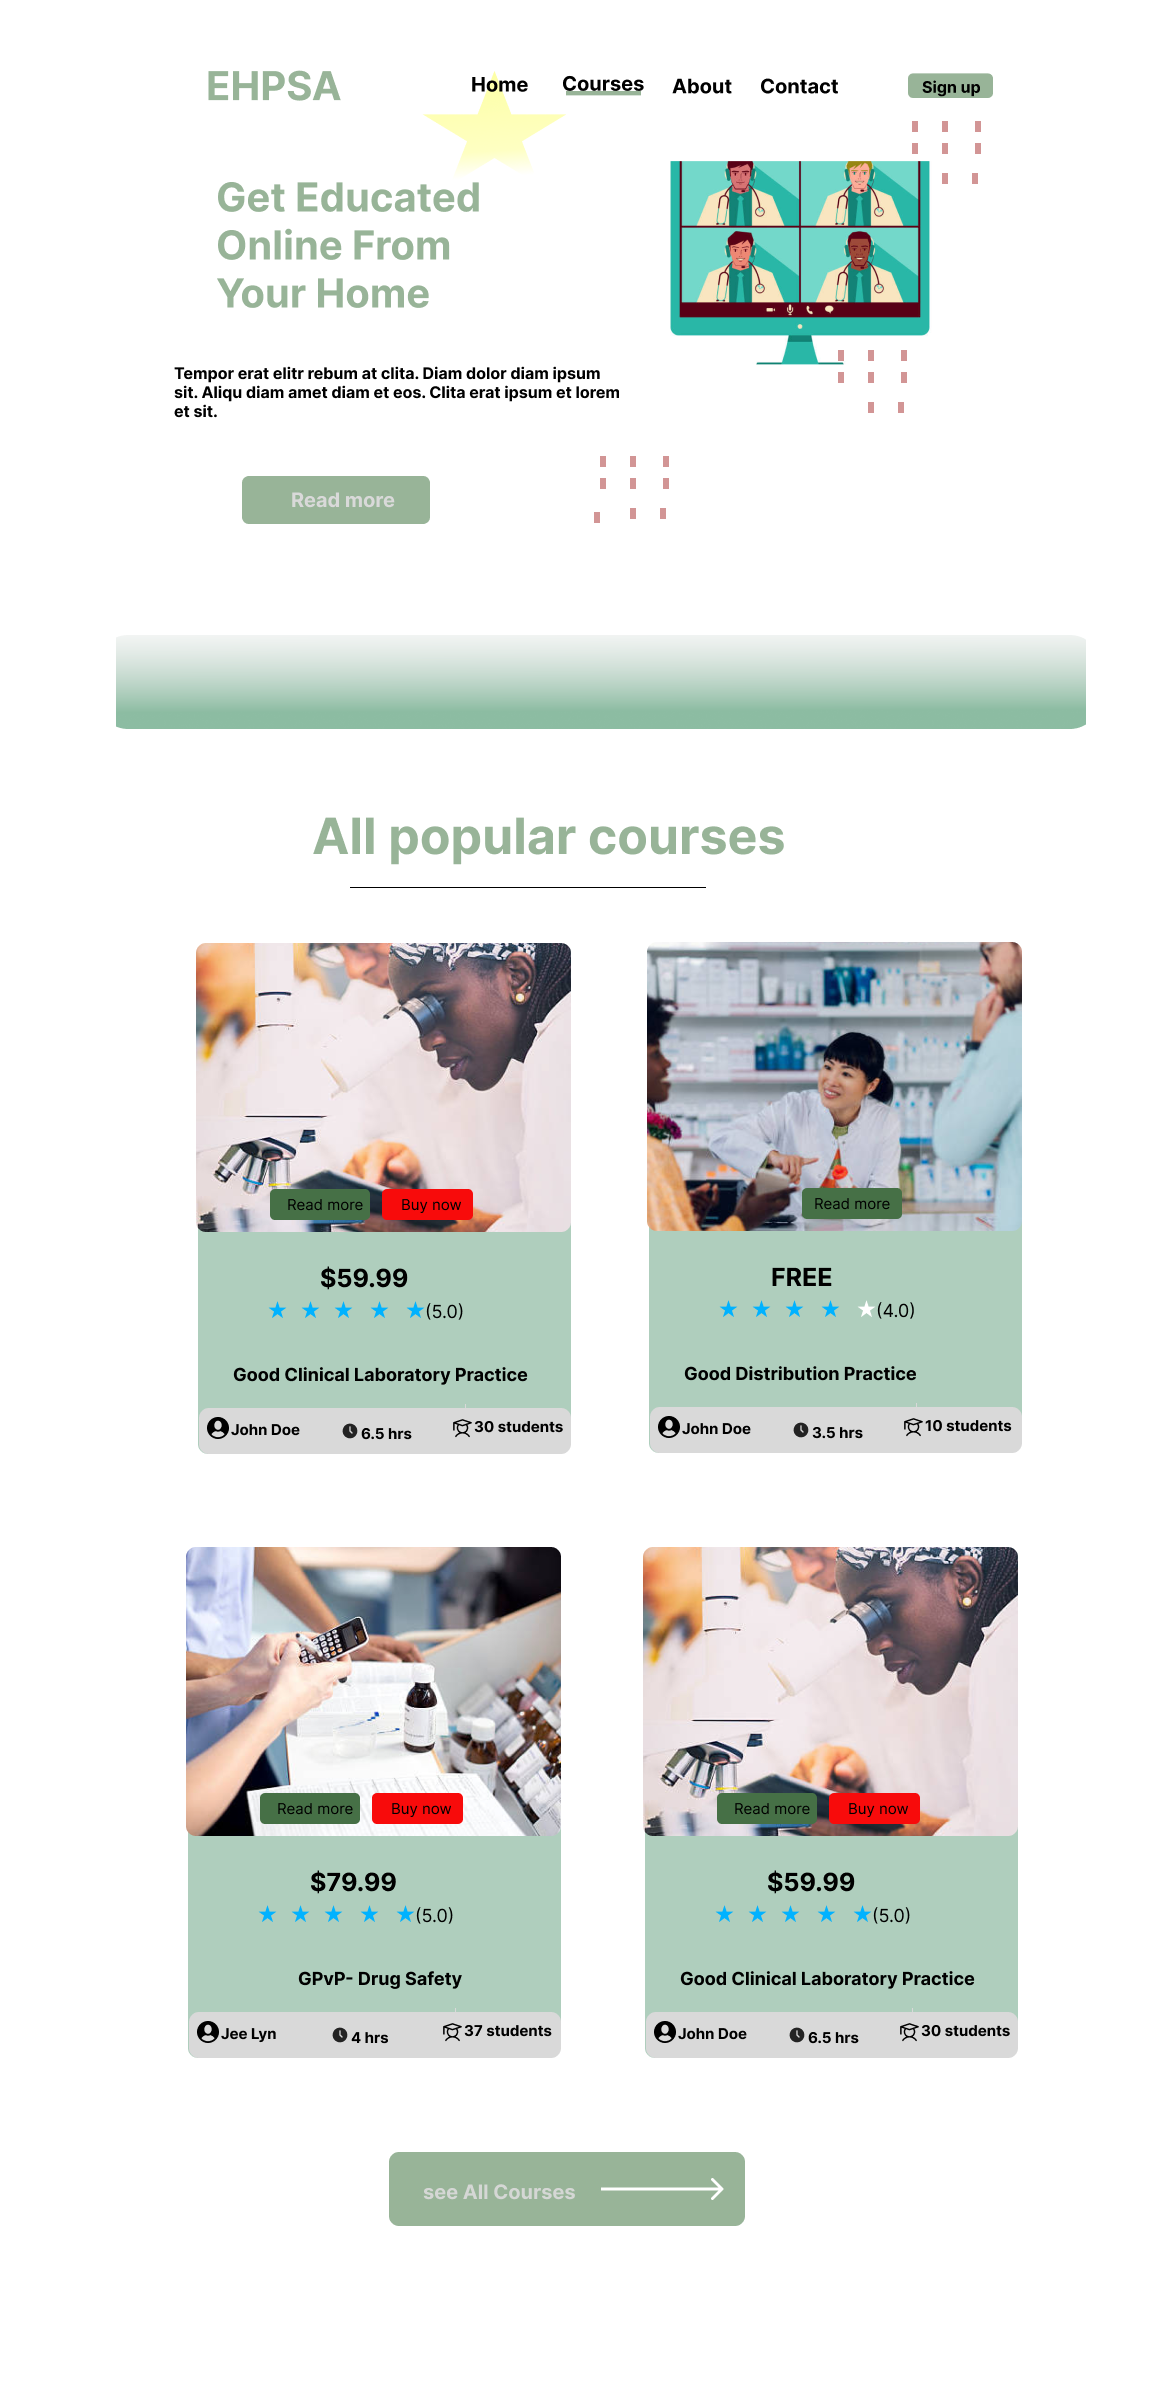 EHPSA
Home Courses About Contact Sign up
Get Educated
Online From
Your Home
Tempor erat elitr rebum at clita. Diam dolor diam ipsum
sit. Aliqu diam amet diam et eos. Clita erat ipsum et lorem
et sit.
Read more
All popular courses
Read more Buy now
$59.99
(5.0)
Good Clinical Laboratory Practice
John Doe 6.5 hrs 30 students
Read more
FREE
(4.0)
Good Distribution Practice
John Doe 3.5 hrs 10 students
Read more Buy now
$79.99
(5.0)
GPvP- Drug Safety
Jee Lyn 4 hrs 37 students
Read more Buy now
$59.99
(5.0)
Good Clinical Laboratory Practice
John Doe 6.5 hrs 30 students
see All Courses